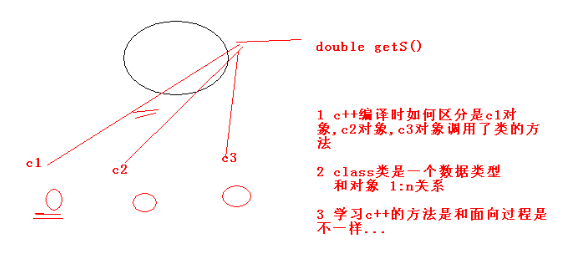 double getS()
1 c++编译时如何区分是c1对
象,c2对象,c3对象调用了类的方
法
c1
c2
c3
2 class类是一个数据类型
和对象 1:n关系
3 学习c++的方法是和面向过程是
不一样...